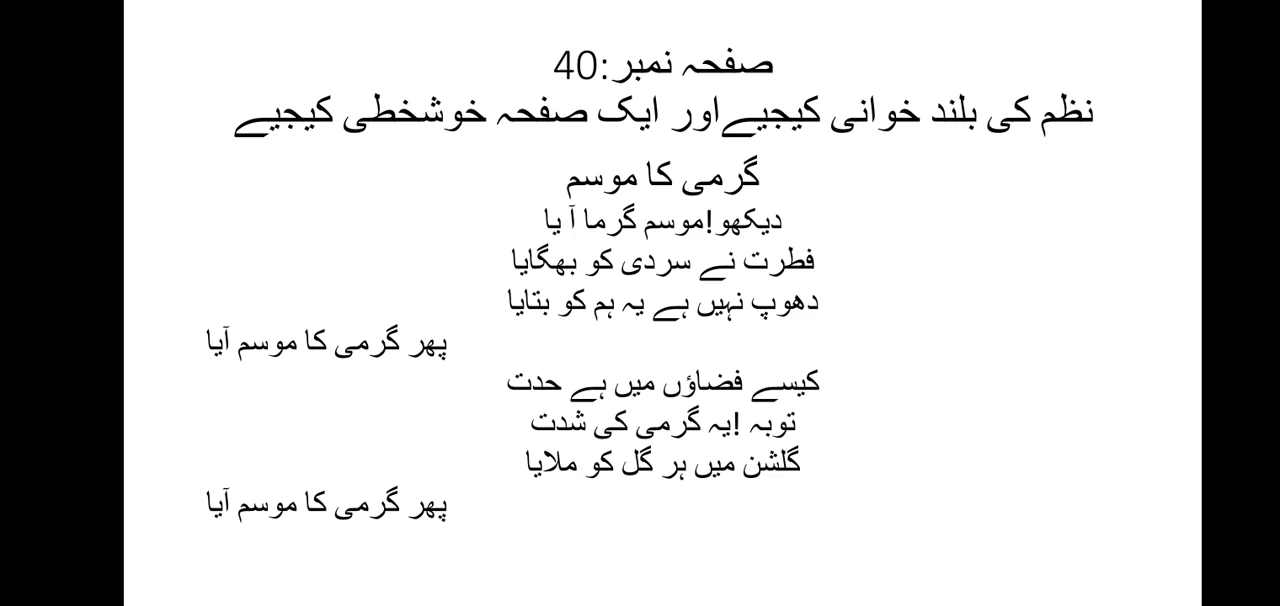 صفحہ نمبر:40
نظم کی بلند خوانی کیجیےاور ایک صفحہ خوشخطی کیجیے
گرمی کا موسم
دیکھو!موسم گرما آ یا
فطرت نے سردی کو بھگایا
دھوپ نہیں ہے یہ ہم کو بتایا
پھر گرمی کا موسم آیا
کیسے فضاؤں میں ہے حدت
توبہ !یہ گرمی کی شدت
گلشن میں ہر گل کو ملایا
پھر گرمی کا موسم آیا